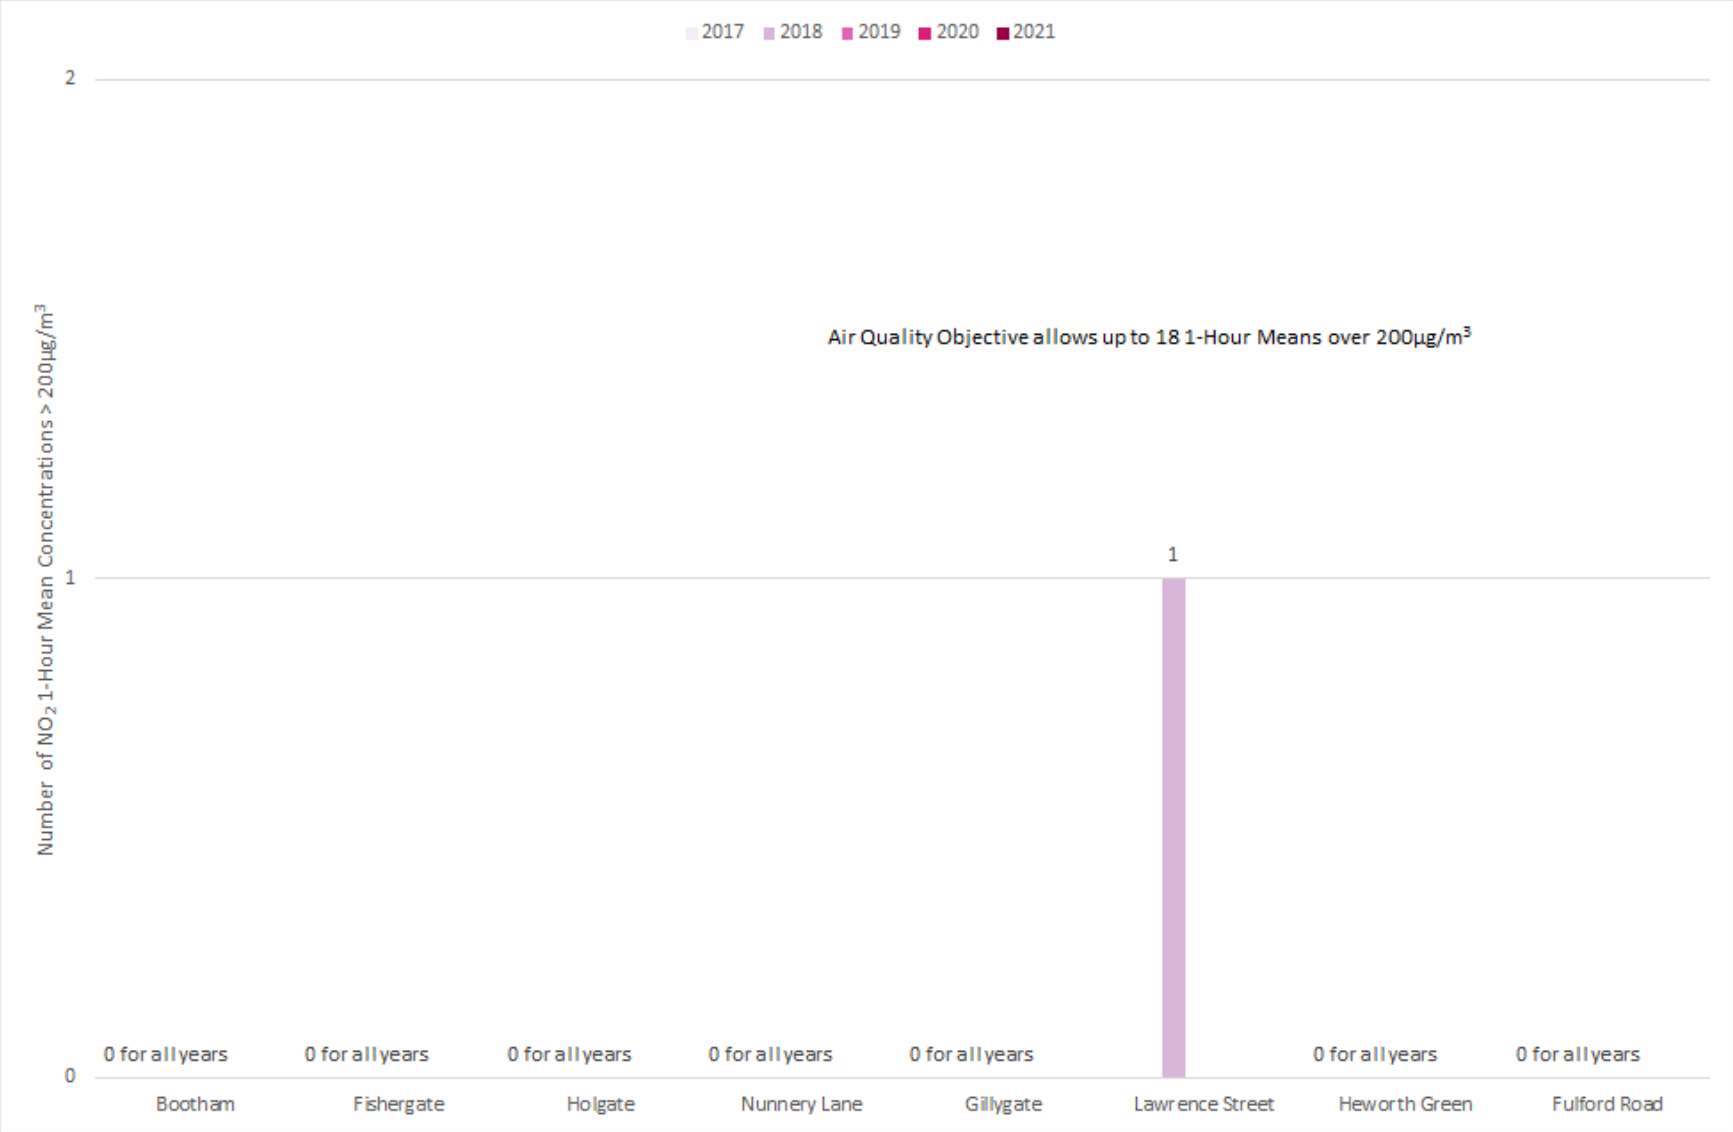 2017 2018 2019 2020 2021
2
Number of NO₂ 1-Hour Mean Concentrations > 200µg/m³
Air Quality Objective allows up to 18 1-Hour Means over 200µg/m³
1
1
0 for all years 0 for all years 0 for all years 0 for all years 0 for all years 0 for all years 0 for all years
0
Bootham Fishergate Holgate Nunnery Lane Gillygate Lawrence Street Heworth Green Fulford Road